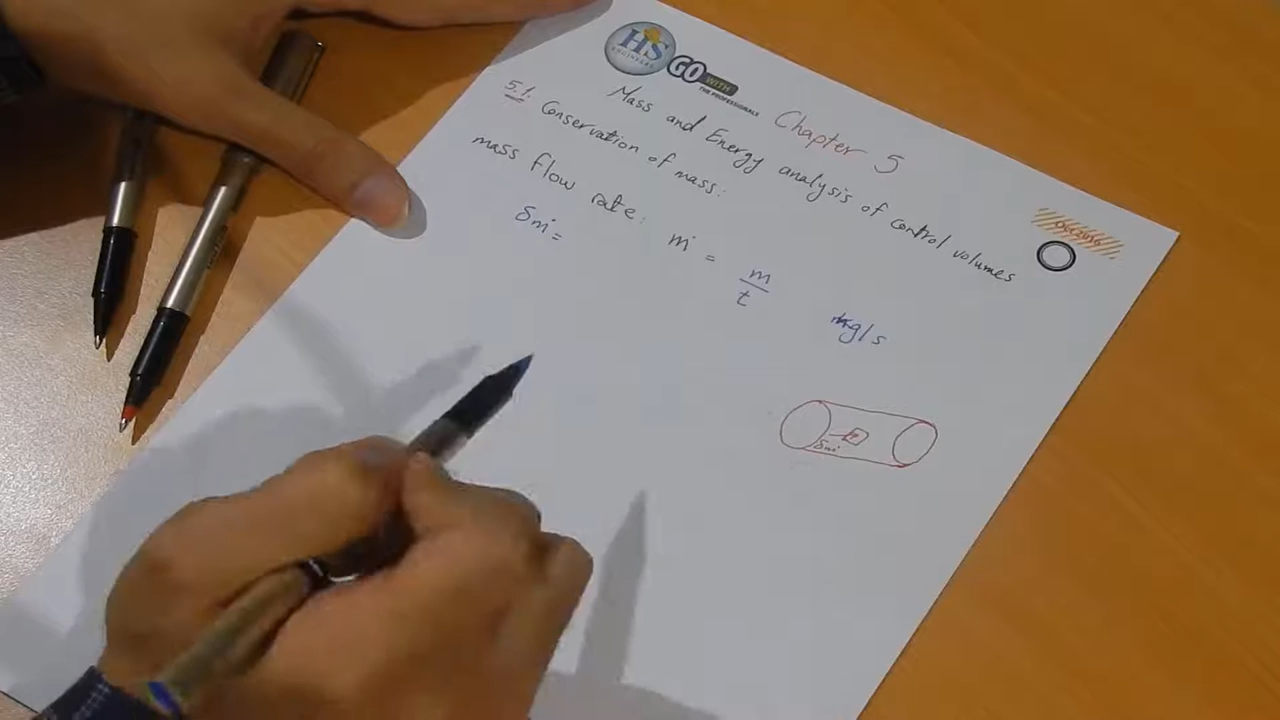 HS
ENGINEERS
GO WITH
THE PROFESSIONALS
Chapter 5
Mass and Energy analysis of control volumes
5.1. Conservation of mass:
mass flow rate:
δṁ=
ṁ = m/t
kg/s
δṁ